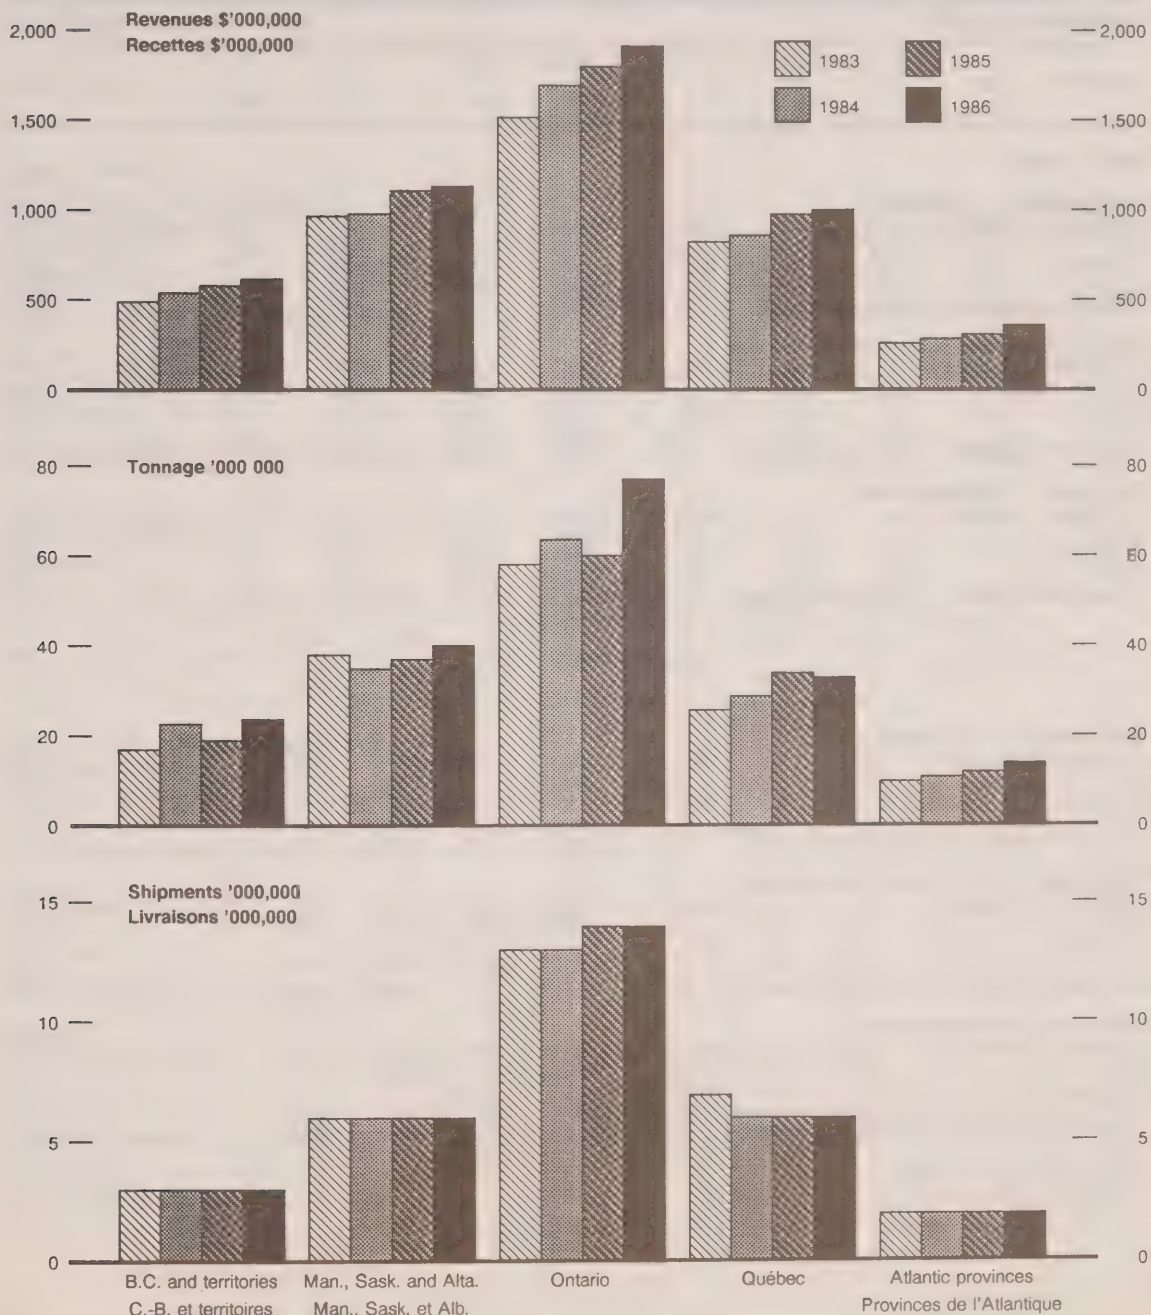 Revenues $'000,000
Recettes $'000,000
2,000
1,500
1,000
500
0
2,000
1,500
1,000
500
0
1983
1984
1985
1986
Tonnage '000 000
80
60
40
20
0
80
60
40
20
0
Shipments '000,000
Livraisons '000,000
15
10
5
0
15
10
5
0
B.C. and territories
C.-B. et territoires
Man., Sask. and Alta.
Man., Sask. et Alb.
Ontario
Québec
Atlantic provinces
Provinces de l'Atlantique